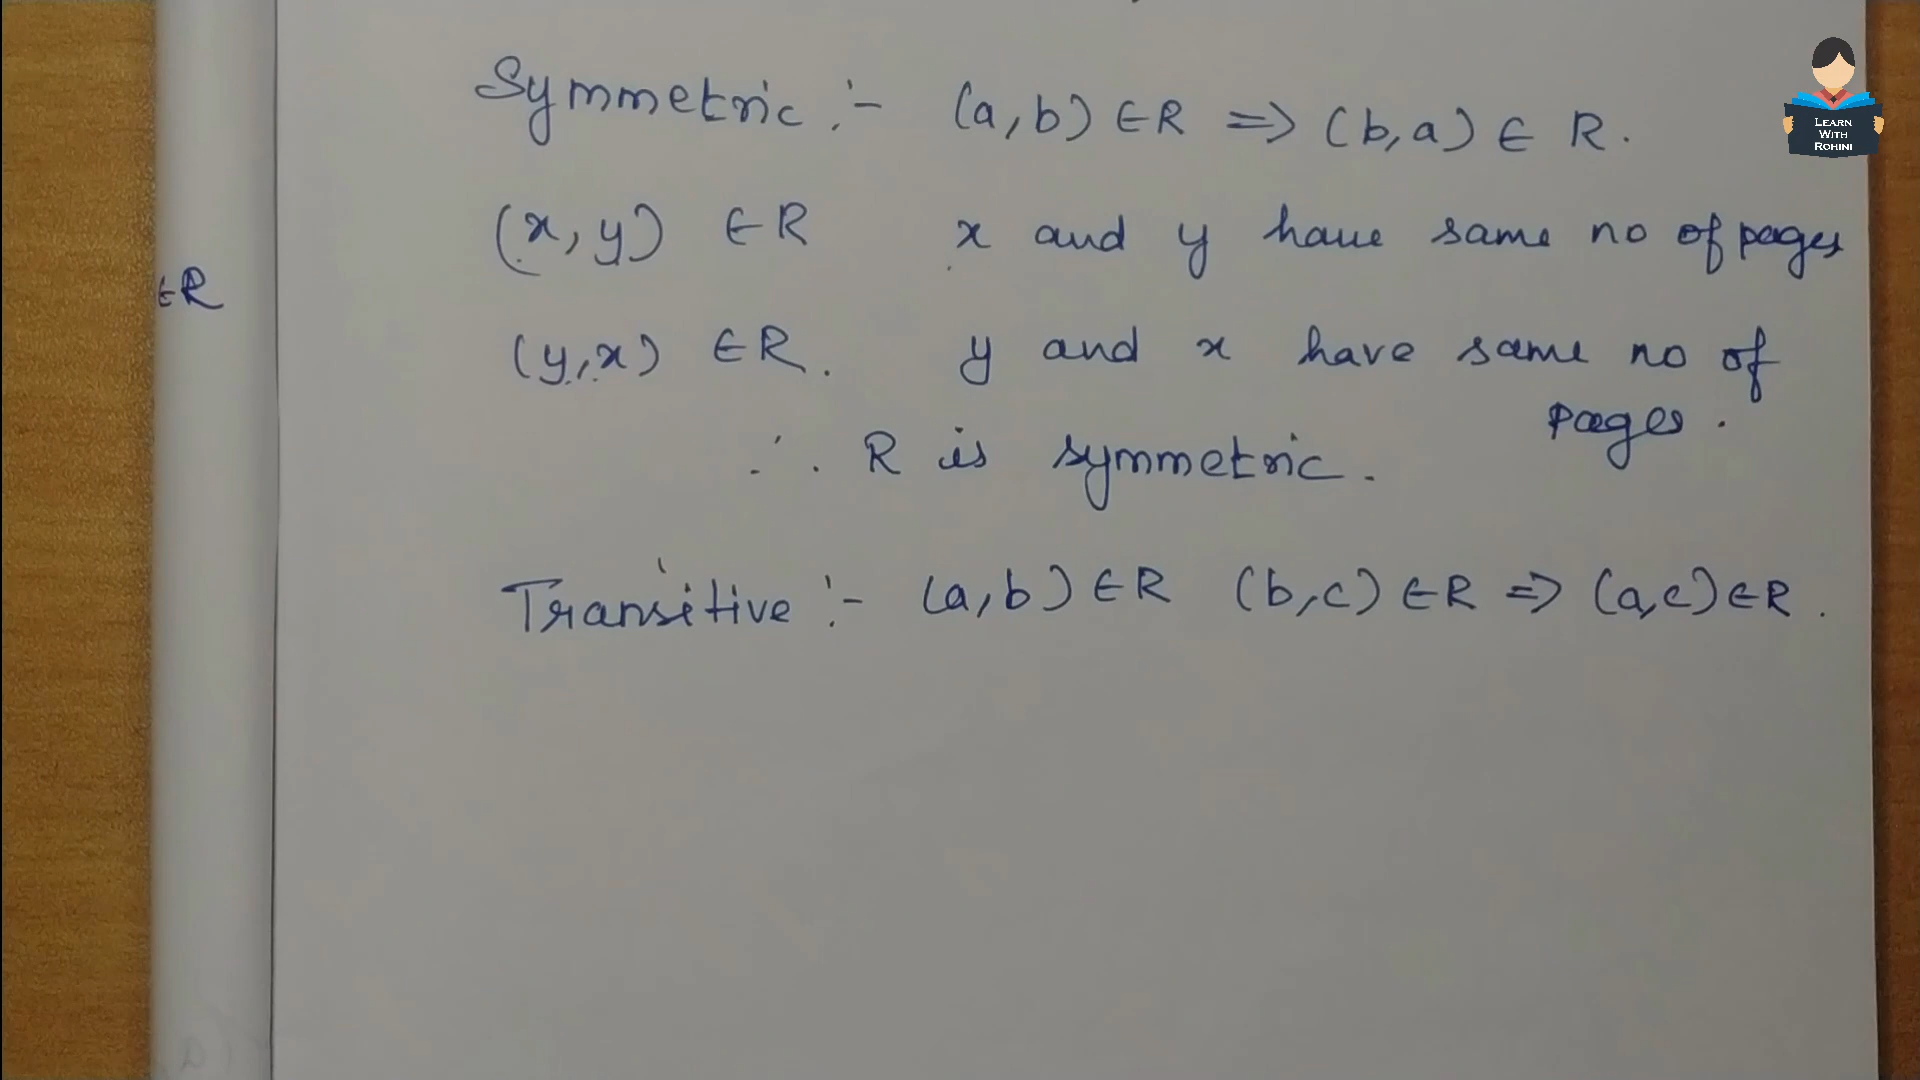 Symmetric :- (a,b) ∈R => (b,a) ∈ R.
(x,y) ∈R x and y have same no of pages
∈R
(y,x) ∈R. y and x have same no of
pages.
∴ R is symmetric.
Transitive :- (a,b) ∈R (b,c) ∈R => (a,c) ∈R.
LEARN
WITH
ROHINI